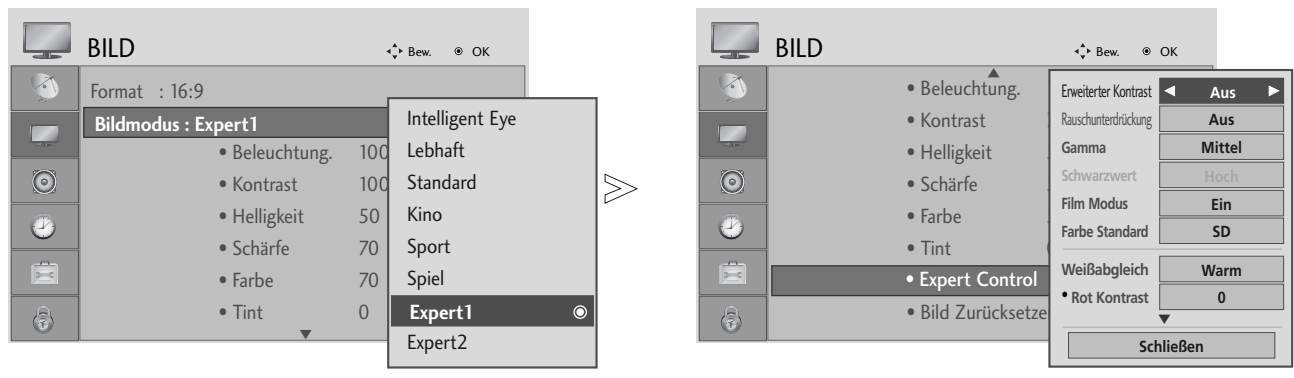 BILD
Bew. OK
Format : 16:9
Bildmodus : Expert1
• Beleuchtung. 100
• Kontrast 100
• Helligkeit 50
• Schärfe 70
• Farbe 70
• Tint 0
Intelligent Eye
Lebhaft
Standard
Kino
Sport
Spiel
Expert1
Expert2
BILD
Bew. OK
• Beleuchtung.
• Kontrast
• Helligkeit
• Schärfe
• Farbe
• Tint
• Expert Control
• Bild Zurücksetze
Erweiterter Kontrast Aus
Rauschunterdrückung Aus
Gamma Mittel
Schwarzwert Hoch
Film Modus Ein
Farbe Standard SD
Weißabgleich Warm
• Rot Kontrast 0
Schließen